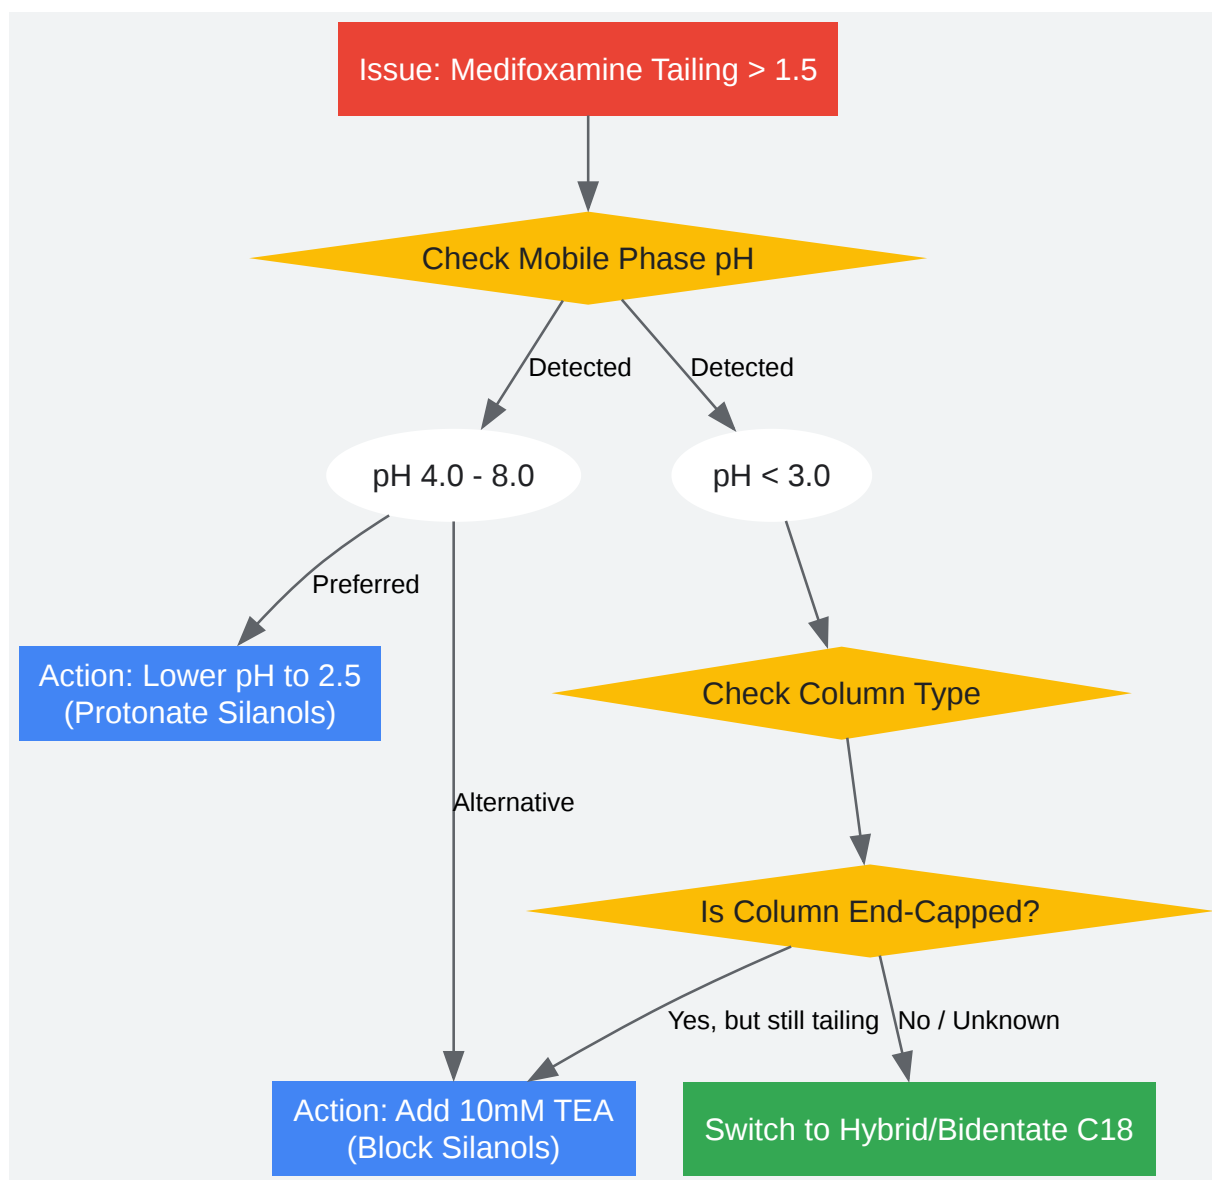 Issue: Medifoxamine Tailing > 1.5
Check Mobile Phase pH
Detected
Detected
pH 4.0 - 8.0
pH < 3.0
Preferred
Action: Lower pH to 2.5
(Protonate Silanols)
Check Column Type
Alternative
Is Column End-Capped?
Yes, but still tailing
No / Unknown
Action: Add 10mM TEA
(Block Silanols)
Switch to Hybrid/Bidentate C18